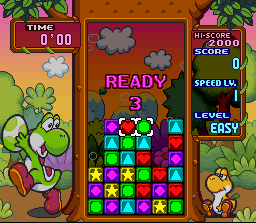 TIME
0'00
READY
3
HI-SCORE
2000
SCORE
0
SPEED LV.
1
LEVEL
EASY